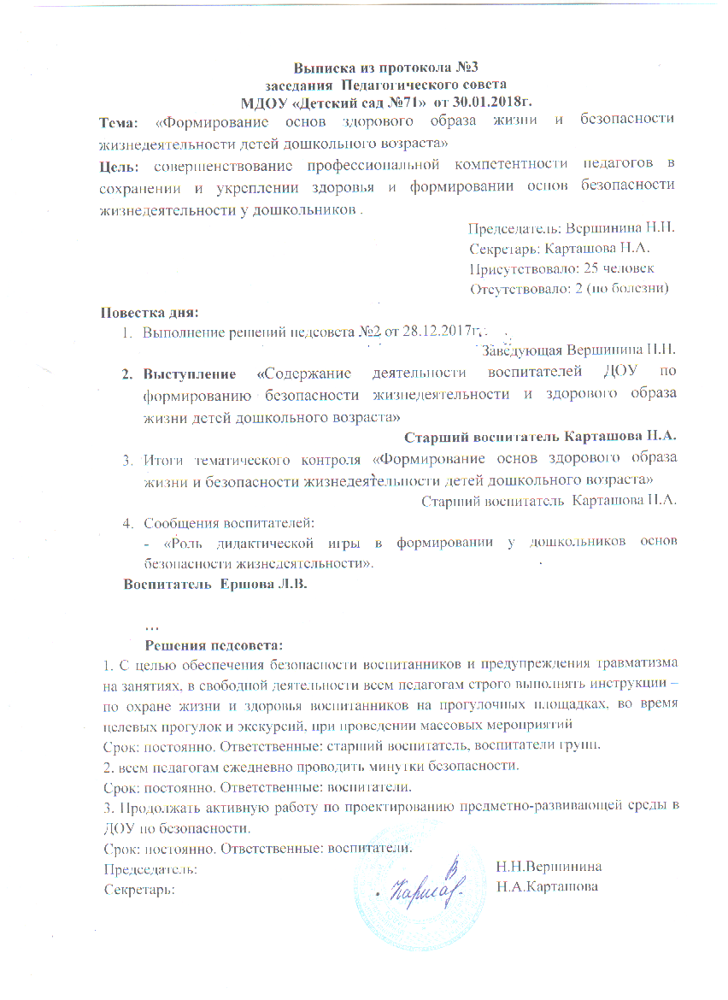 Выписка из протокола №3
заседания Педагогического совета
МДОУ «Детский сад №71» от 30.01.2018г.
Тема: «Формирование основ здорового образа жизни и безопасности
жизнедеятельности детей дошкольного возраста»
Цель: совершенствование профессиональной компетентности педагогов в
сохранении и укреплении здоровья и формировании основ безопасности
жизнедеятельности у дошкольников .
Председатель: Вершинина Н.Н.
Секретарь: Карташова Н.А.
Присутствовало: 25 человек
Отсутствовало: 2 (по болезни)
Повестка дня:
1. Выполнение решений педсовета №2 от 28.12.2017г.
Заведующая Вершинина Н.Н.
2. Выступление «Содержание деятельности воспитателей ДОУ по
формированию безопасности жизнедеятельности и здорового образа
жизни детей дошкольного возраста»
Старший воспитатель Карташова Н.А.
3. Итоги тематического контроля «Формирование основ здорового образа
жизни и безопасности жизнедеятельности детей дошкольного возраста»
Старший воспитатель Карташова Н.А.
4. Сообщения воспитателей:
- «Роль дидактической игры в формировании у дошкольников основ
безопасности жизнедеятельности».
Воспитатель Ершова Л.В.
...
Решения педсовета:
1. С целью обеспечения безопасности воспитанников и предупреждения травматизма
на занятиях, в свободной деятельности всем педагогам строго выполнять инструкции –
по охране жизни и здоровья воспитанников на прогулочных площадках, во время
целевых прогулок и экскурсий, при проведении массовых мероприятий
Срок: постоянно. Ответственные: старший воспитатель, воспитатели групп.
2. всем педагогам ежедневно проводить минутки безопасности.
Срок: постоянно. Ответственные: воспитатели.
3. Продолжать активную работу по проектированию предметно-развивающей среды в
ДОУ по безопасности.
Срок: постоянно. Ответственные: воспитатели.
Председатель: Н.Н.Вершинина
Секретарь: Н.А.Карташова